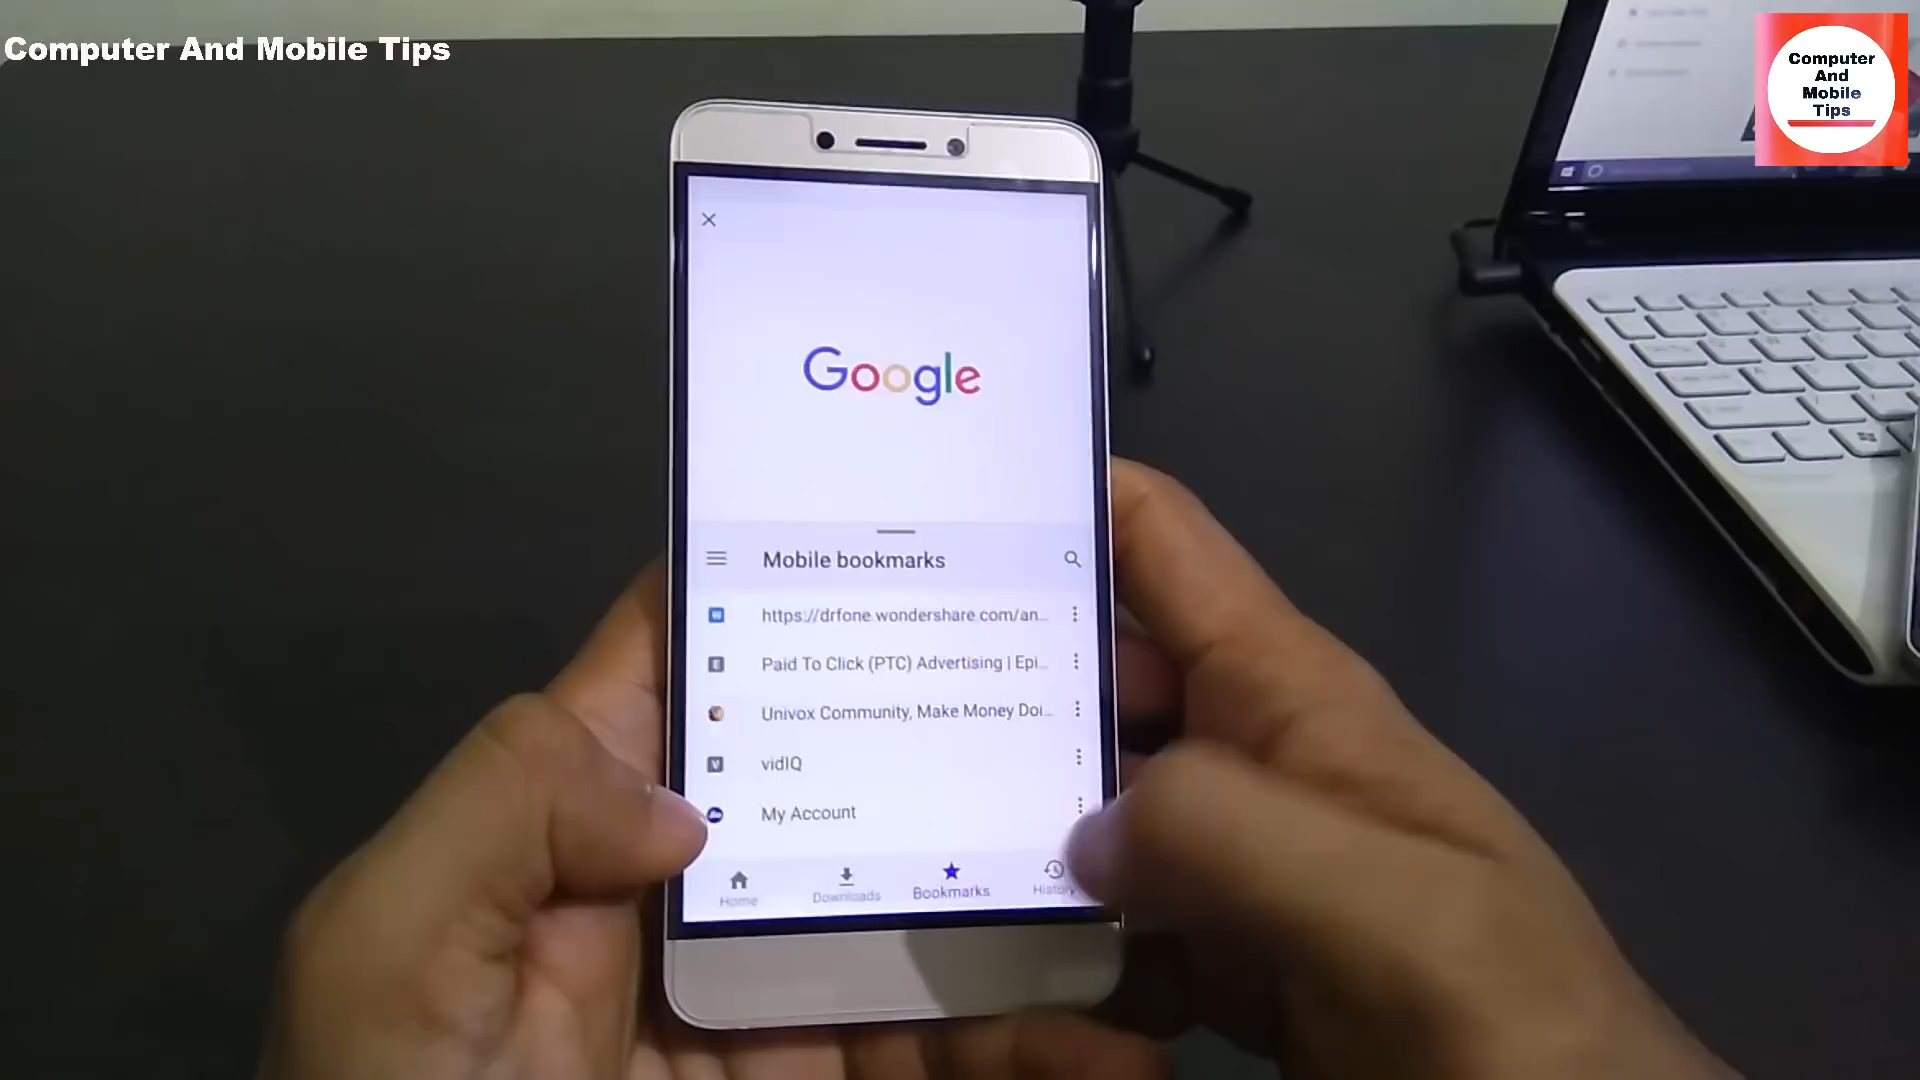 Computer And Mobile Tips
Computer
And
Mobile
Tips
Google
Mobile bookmarks
https://drfone.wondershare.com/an...
Paid To Click (PTC) Advertising | Epi...
Univox Community, Make Money Doi...
vidIQ
My Account
Home
Downloads
Bookmarks
History